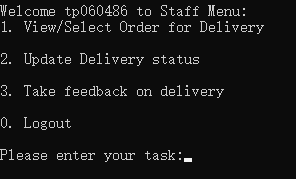 Welcome tp060486 to Staff Menu:
1. View/Select Order for Delivery
2. Update Delivery status
3. Take feedback on delivery
0. Logout
Please enter your task: